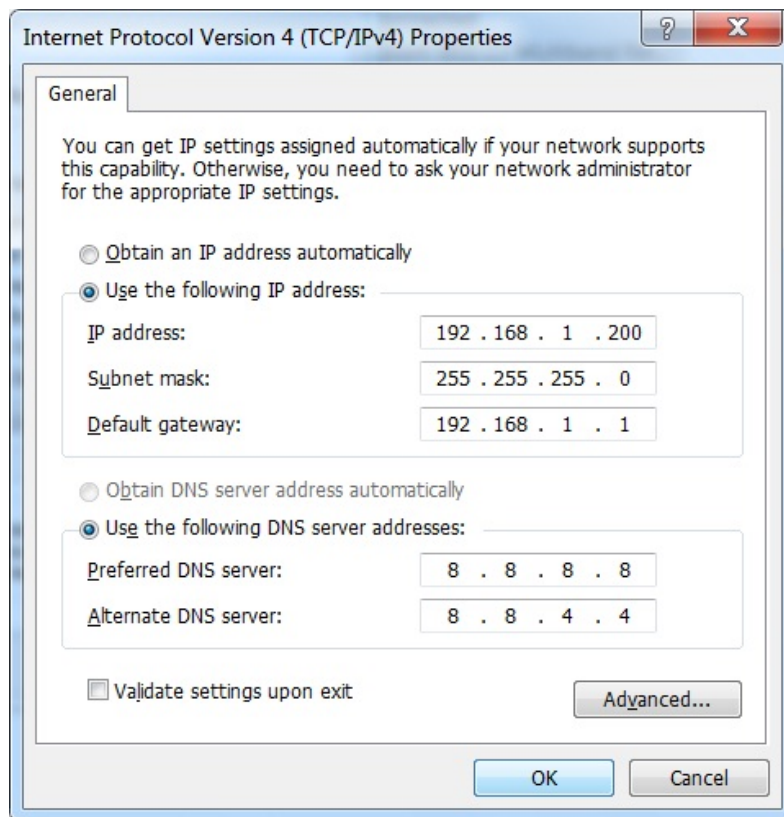 Internet Protocol Version 4 (TCP/IPv4) Properties
?
X
General
You can get IP settings assigned automatically if your network supports
this capability. Otherwise, you need to ask your network administrator
for the appropriate IP settings.
Obtain an IP address automatically
Use the following IP address:
IP address: 192 . 168 . 1 . 200
Subnet mask: 255 . 255 . 255 . 0
Default gateway: 192 . 168 . 1 . 1
Obtain DNS server address automatically
Use the following DNS server addresses:
Preferred DNS server: 8 . 8 . 8 . 8
Alternate DNS server: 8 . 8 . 4 . 4
Validate settings upon exit
Advanced...
OK Cancel